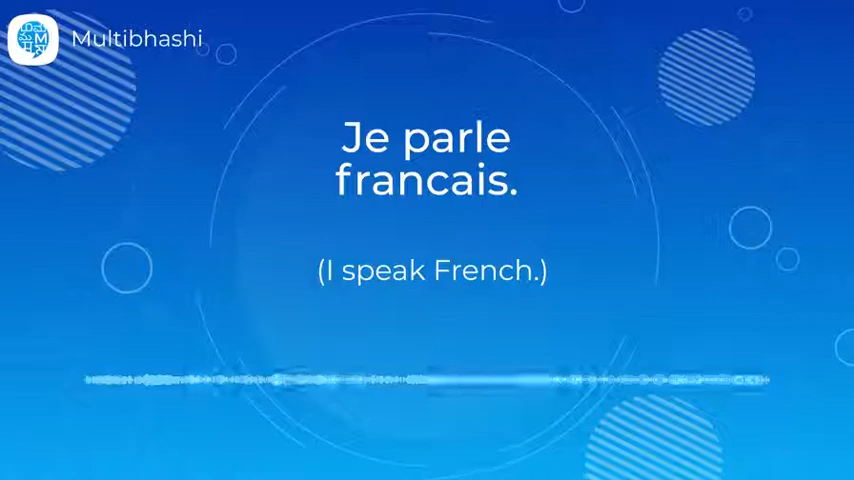 Multibhashi
Je parle
francais.
(I speak French.)